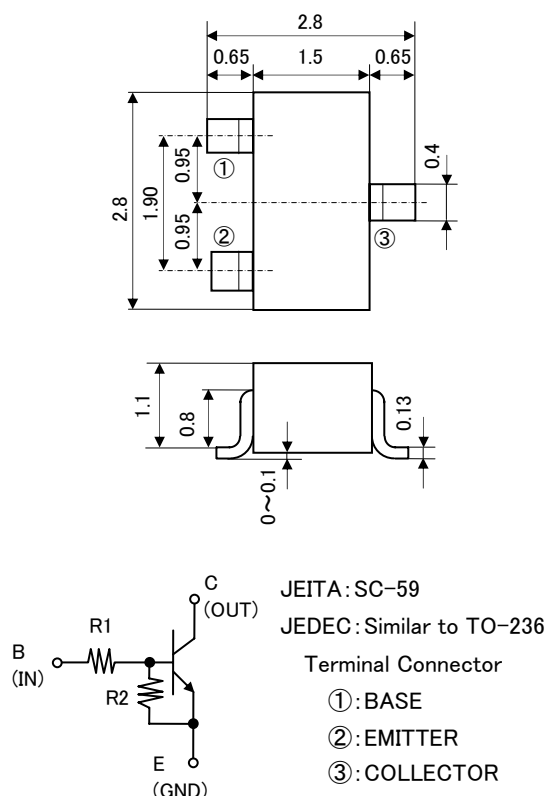 2.8
0.65 1.5 0.65
①
0.95
0.4
2.8
1.90
0.95
②
③
1.1
0.8
0.13
0~0.1
C
(OUT)
R1
B
(IN)
R2
E
(GND)
JEITA:SC-59
JEDEC:Similar to TO-236
Terminal Connector
①:BASE
②:EMITTER
③:COLLECTOR